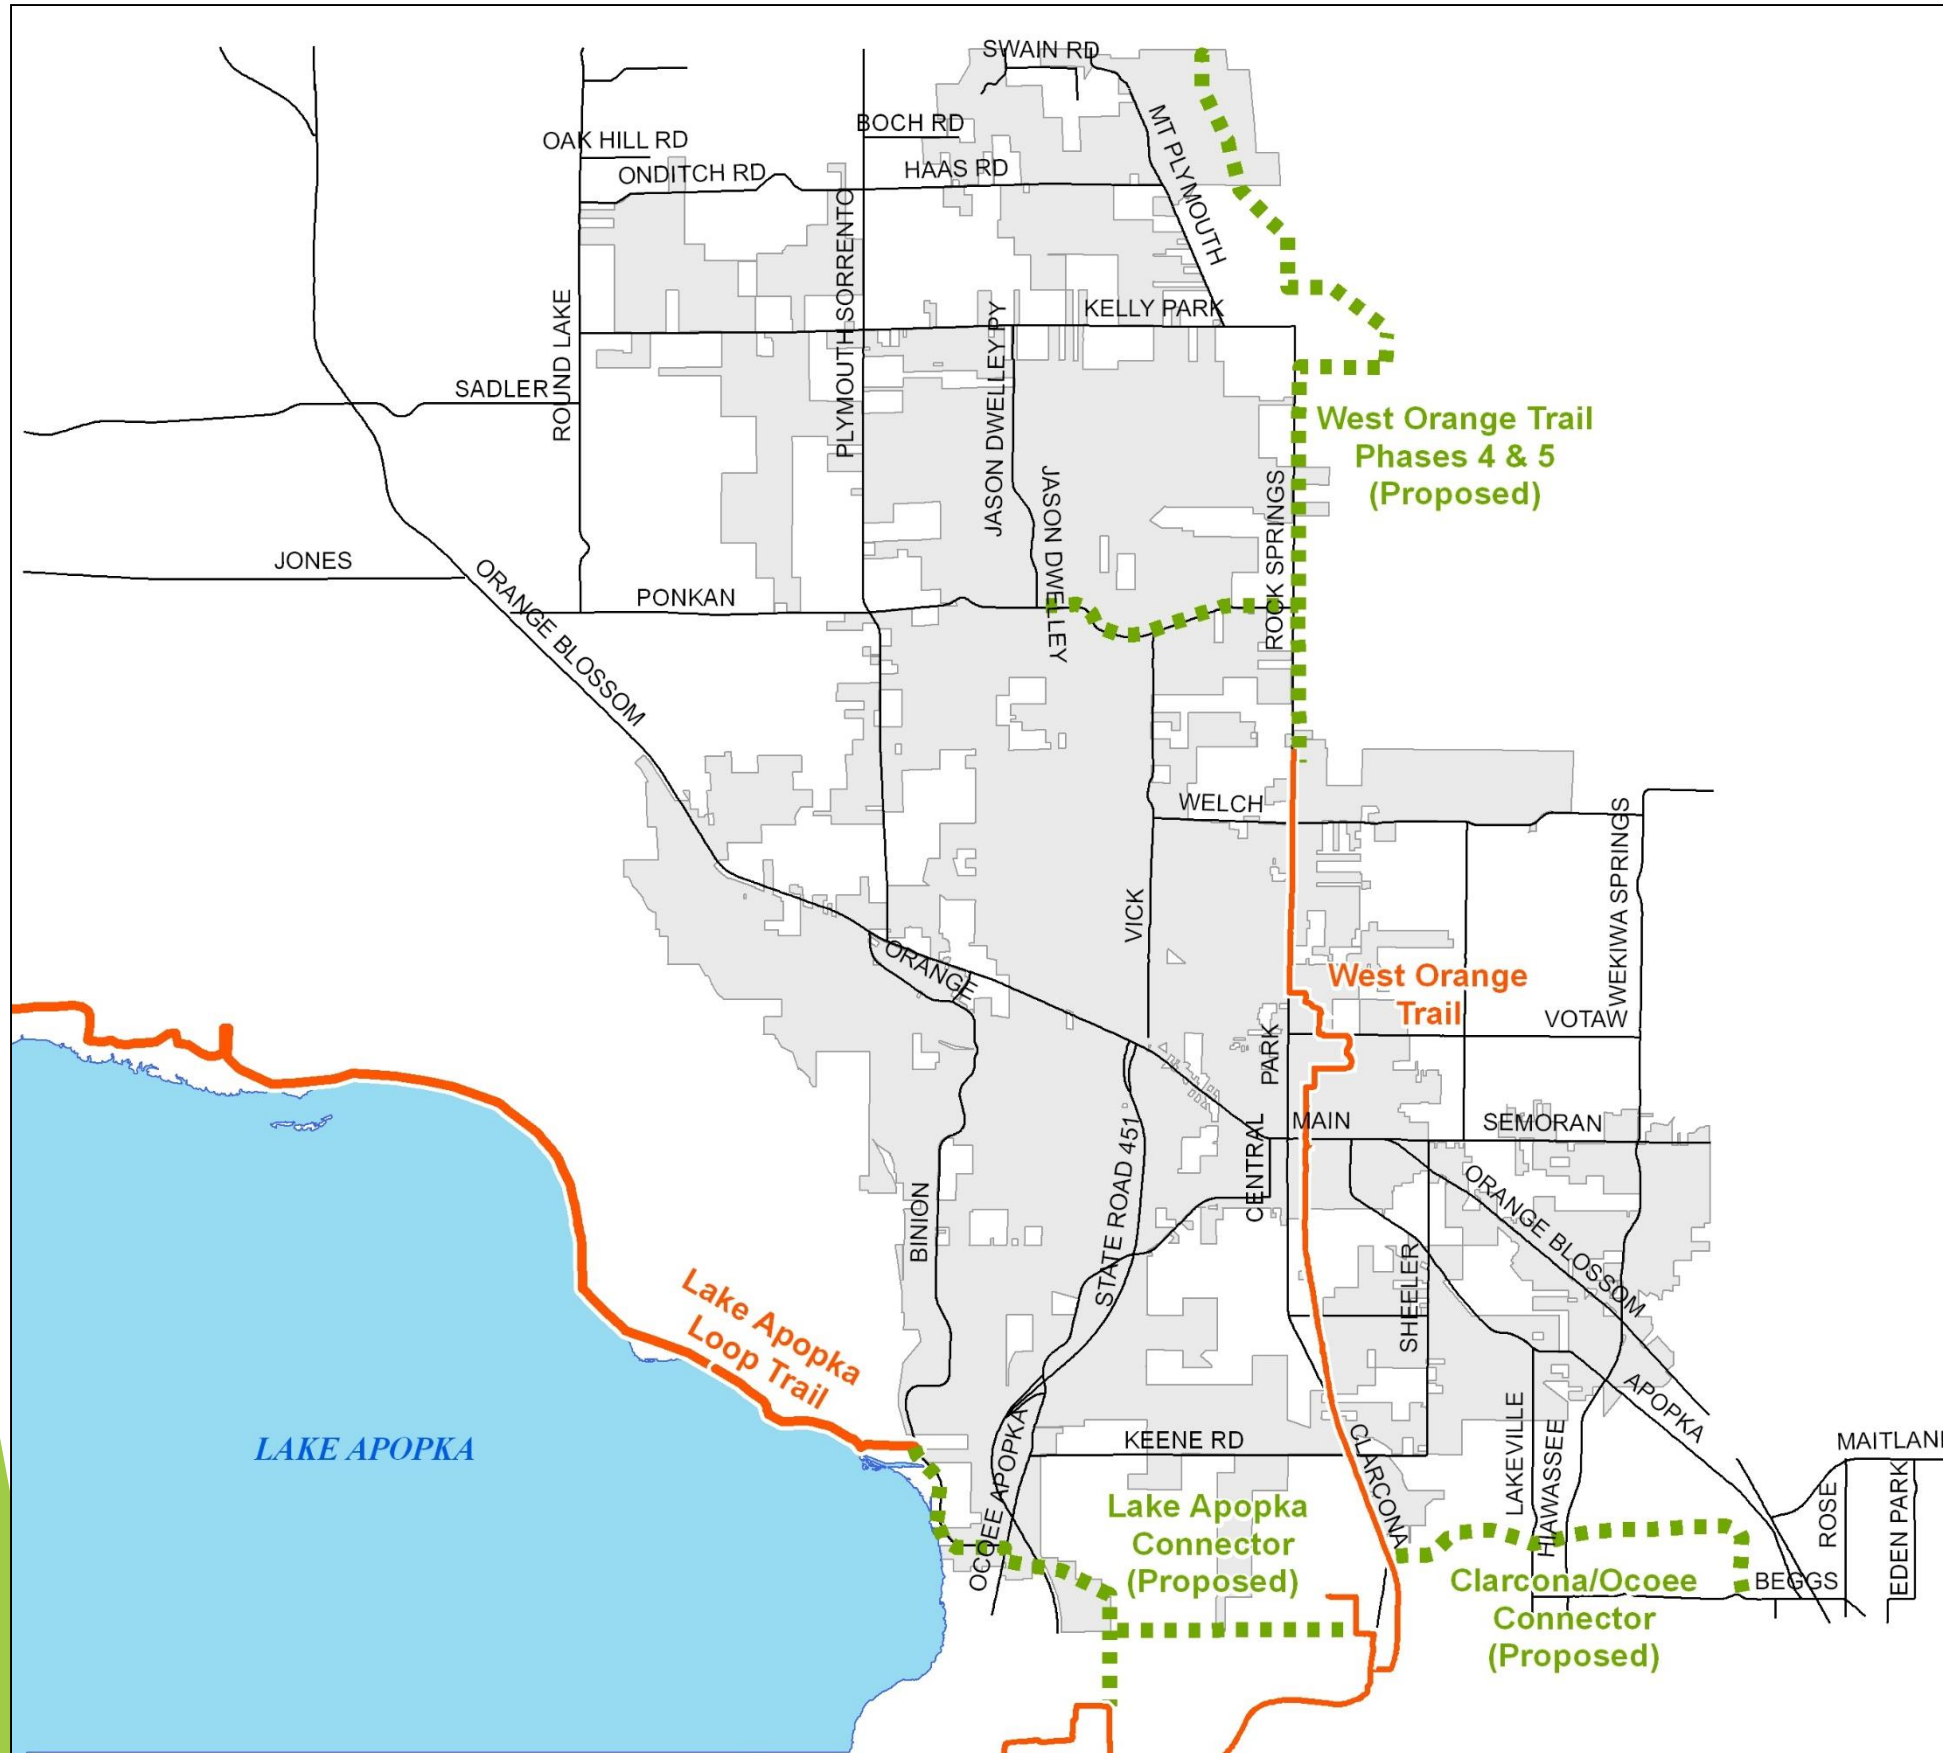 SWAIN RD
BOCH RD
MT PLYMOUTH
OAK HILL RD
ONDITCH RD
HAAS RD
PLYMOUTH SORRENTO
ROUND LAKE
JASON DWELLEY PY
KELLY PARK
SADLER
West Orange Trail
Phases 4 & 5
(Proposed)
JASON DWELLEY
ROCK SPRINGS
JONES
ORANGE BLOSSOM
PONKAN
WELCH
WEKIWA SPRINGS
VICK
ORANGE
West Orange
Trail
VOTAW
PARK
CENTRAL
MAIN
SEMORAN
STATE ROAD 451
BINION
ORANGE BLOSSOM
SHEELER
Lake Apopka
Loop Trail
LAKE APOPKA
OCOEE APOPKA
KEENE RD
CLARCONA
LAKEVILLE
HIAWASSEE
APOPKA
MAITLAND
ROSE
EDEN PARK
Lake Apopka
Connector
(Proposed)
Clarcona/Ocoee
Connector
(Proposed)
BEGGS